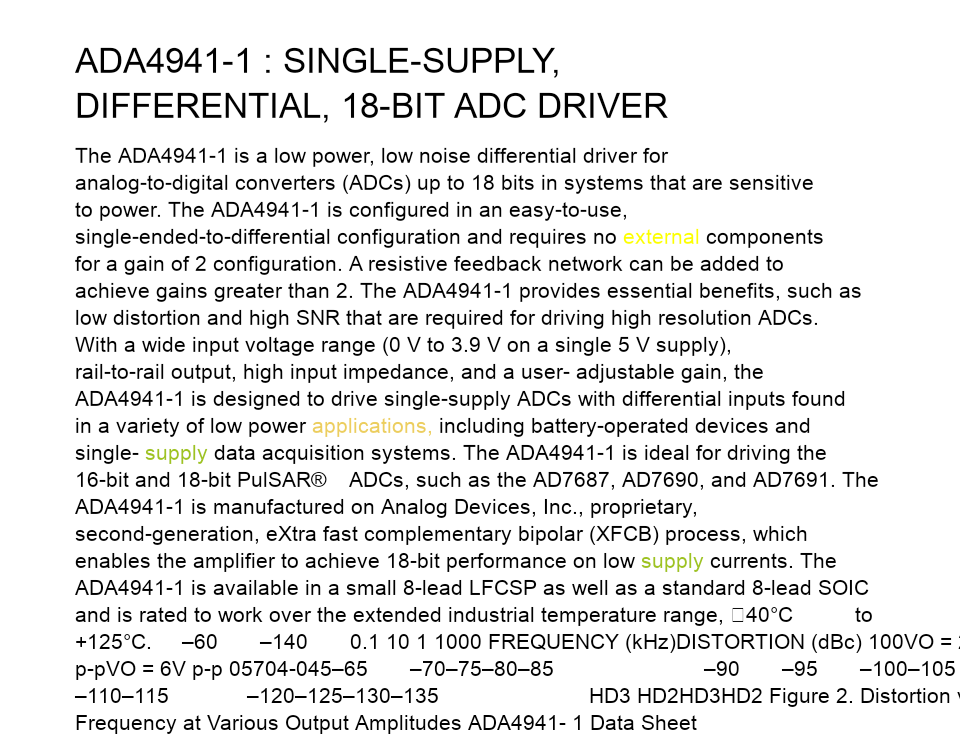 ADA4941-1 : SINGLE-SUPPLY,
DIFFERENTIAL, 18-BIT ADC DRIVER
The ADA4941-1 is a low power, low noise differential driver for
analog-to-digital converters (ADCs) up to 18 bits in systems that are sensitive
to power. The ADA4941-1 is configured in an easy-to-use,
single-ended-to-differential configuration and requires no external components
for a gain of 2 configuration. A resistive feedback network can be added to
achieve gains greater than 2. The ADA4941-1 provides essential benefits, such as
low distortion and high SNR that are required for driving high resolution ADCs.
With a wide input voltage range (0 V to 3.9 V on a single 5 V supply),
rail-to-rail output, high input impedance, and a user- adjustable gain, the
ADA4941-1 is designed to drive single-supply ADCs with differential inputs found
in a variety of low power applications, including battery-operated devices and
single- supply data acquisition systems. The ADA4941-1 is ideal for driving the
16-bit and 18-bit PulSAR® ADCs, such as the AD7687, AD7690, and AD7691. The
ADA4941-1 is manufactured on Analog Devices, Inc., proprietary,
second-generation, eXtra fast complementary bipolar (XFCB) process, which
enables the amplifier to achieve 18-bit performance on low supply currents. The
ADA4941-1 is available in a small 8-lead LFCSP as well as a standard 8-lead SOIC
and is rated to work over the extended industrial temperature range, 40°C to
+125°C. –60 –140 0.1 10 1 1000 FREQUENCY (kHz)DISTORTION (dBc) 100VO =
p-pVO = 6V p-p 05704-045–65 –70–75–80–85 –90 –95 –100–105
–110–115 –120–125–130–135 HD3 HD2HD3HD2 Figure 2. Distortion
Frequency at Various Output Amplitudes ADA4941- 1 Data Sheet